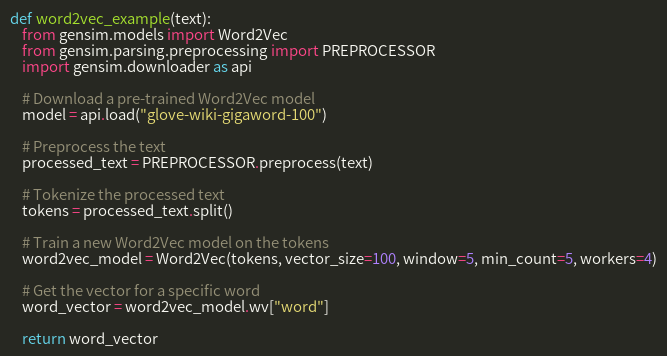 def word2vec_example(text):
from gensim.models import Word2Vec
from gensim.parsing.preprocessing import PREPROCESSOR
import gensim.downloader as api
# Download a pre-trained Word2Vec model
model = api.load("glove-wiki-gigaword-100")
# Preprocess the text
processed_text = PREPROCESSOR.preprocess(text)
# Tokenize the processed text
tokens = processed_text.split()
# Train a new Word2Vec model on the tokens
word2vec_model = Word2Vec(tokens, vector_size=100, window=5, min_count=5, workers=4)
# Get the vector for a specific word
word_vector = word2vec_model.wv["word"]
return word_vector